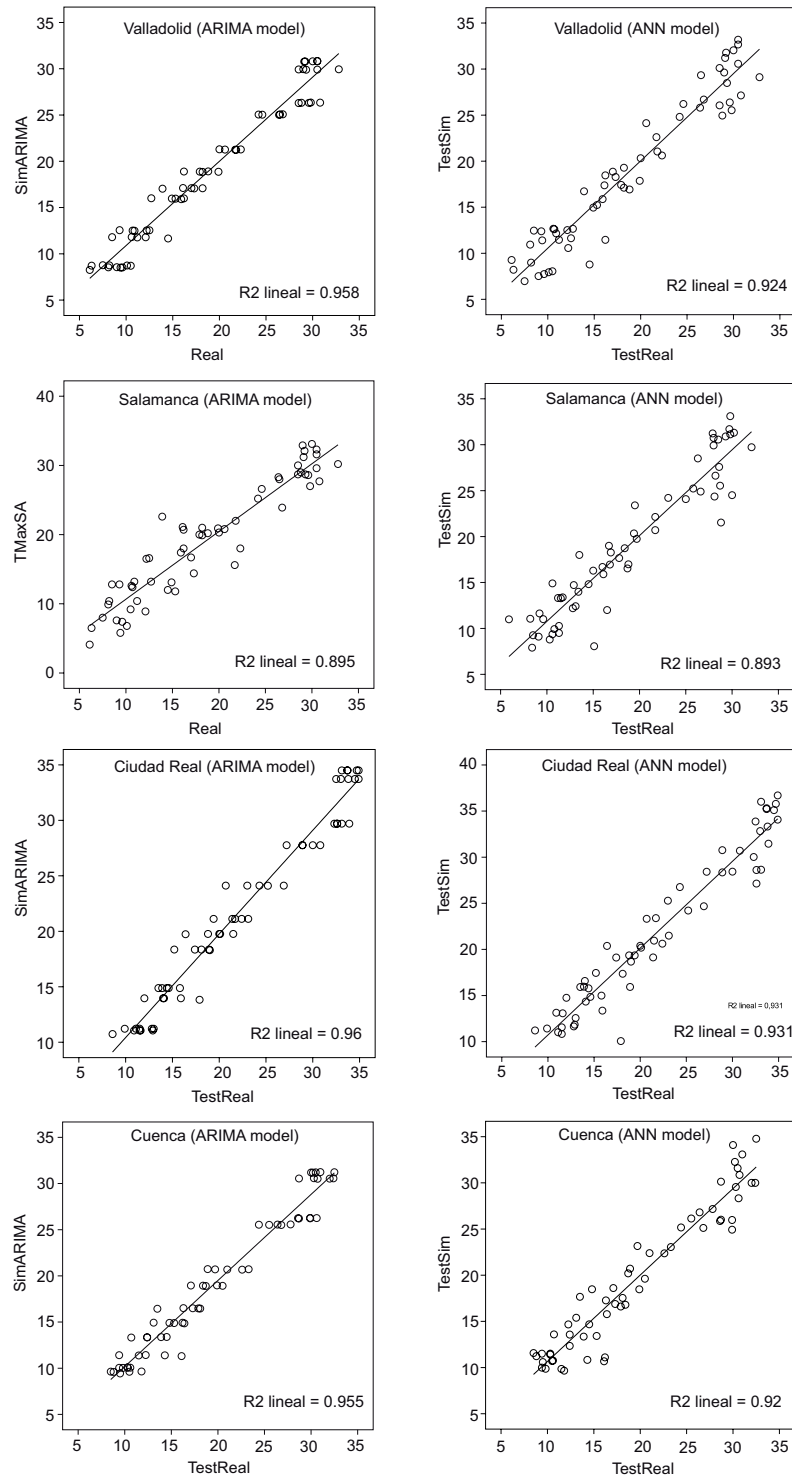 Valladolid (ARIMA model)
35
30
25
20
15
10
5
SimARIMA
R2 lineal = 0.958
5 10 15 20 25 30 35
Real
Valladolid (ANN model)
35
30
25
20
15
10
5
TestSim
R2 lineal = 0.924
5 10 15 20 25 30 35
TestReal
Salamanca (ARIMA model)
40
30
20
10
0
TMaxSA
R2 lineal = 0.895
5 10 15 20 25 30 35
Real
Salamanca (ANN model)
35
30
25
20
15
10
5
TestSim
R2 lineal = 0.893
5 10 15 20 25 30 35
TestReal
Ciudad Real (ARIMA model)
35
30
25
20
15
10
SimARIMA
R2 lineal = 0.96
5 10 15 20 25 30 35
TestReal
Ciudad Real (ANN model)
40
35
30
25
20
15
10
TestSim
R2 lineal = 0,931
R2 lineal = 0.931
5 10 15 20 25 30 35
TestReal
Cuenca (ARIMA model)
35
30
25
20
15
10
5
SimARIMA
R2 lineal = 0.955
5 10 15 20 25 30 35
TestReal
Cuenca (ANN model)
35
30
25
20
15
10
5
TestSim
R2 lineal = 0.92
5 10 15 20 25 30 35
TestReal